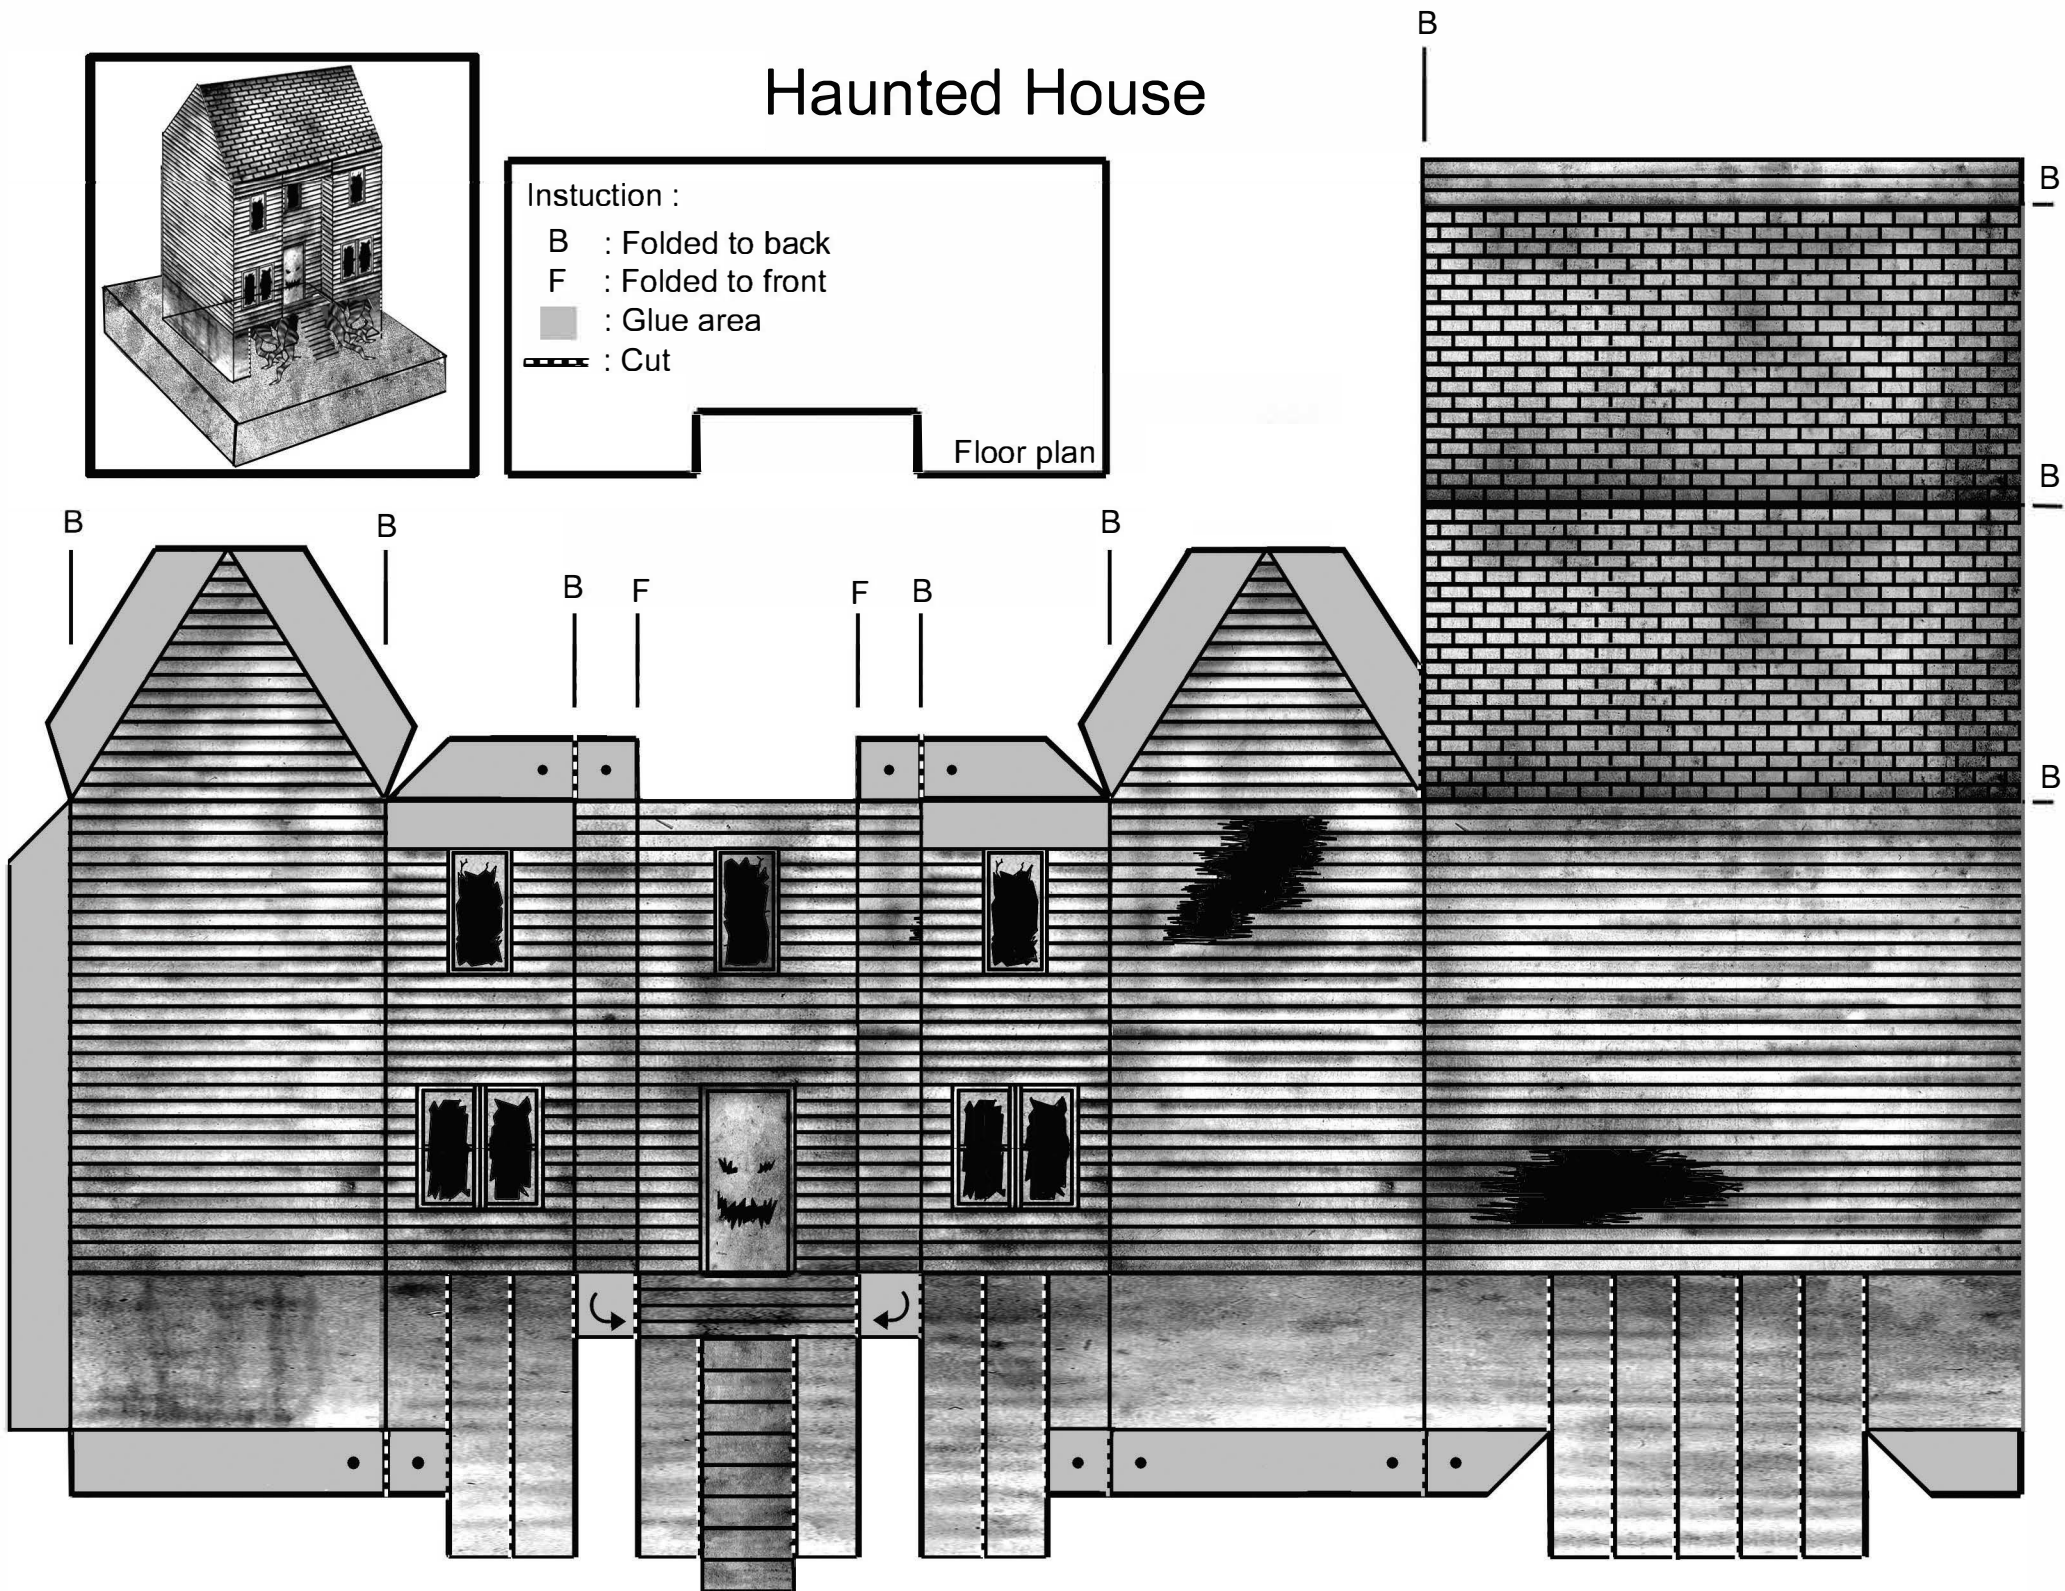 Haunted House
B
Instuction :
B : Folded to back
F : Folded to front
: Glue area
: Cut
Floor plan
B
B
B
B
B
B
B
F
F
B